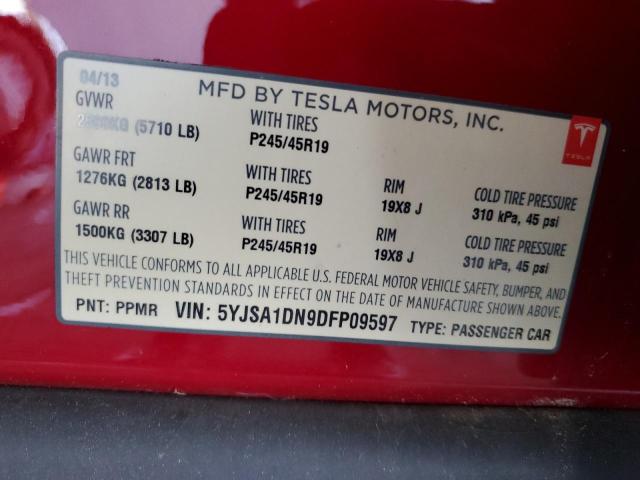 04/13
MFD BY TESLA MOTORS, INC.
GVWR
(5710 LB)
WITH TIRES
P245/45R19
TESLA
GAWR FRT
1276KG (2813 LB)
WITH TIRES
P245/45R19
RIM
19X8 J
COLD TIRE PRESSURE
310 kPa, 45 psi
GAWR RR
1500KG (3307 LB)
WITH TIRES
P245/45R19
RIM
19X8 J
COLD TIRE PRESSURE
310 kPa, 45 psi
THIS VEHICLE CONFORMS TO ALL APPLICABLE U.S. FEDERAL MOTOR VEHICLE SAFETY, BUMPER, AND
THEFT PREVENTION STANDARDS IN EFFECT ON THE DATE OF MANUFACTURE SHOWN ABOVE.
PNT: PPMR VIN: 5YJSA1DN9DFP09597 TYPE: PASSENGER CAR